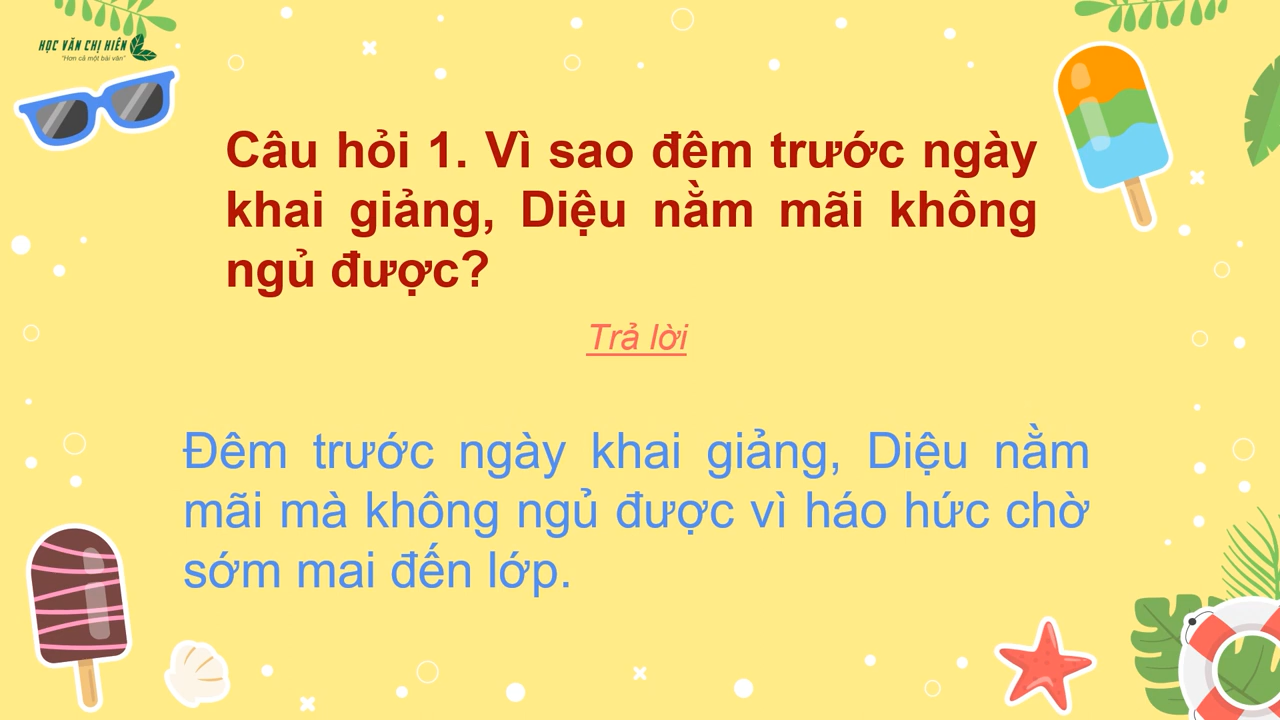 HỌC VĂN CHỊ HIÊN
"Hơn cả một bài văn"
Câu hỏi 1. Vì sao đêm trước ngày
khai giảng, Diệu nằm mãi không
ngủ được?
Trả lời
Đêm trước ngày khai giảng, Diệu nằm
mãi mà không ngủ được vì háo hức chờ
sớm mai đến lớp.